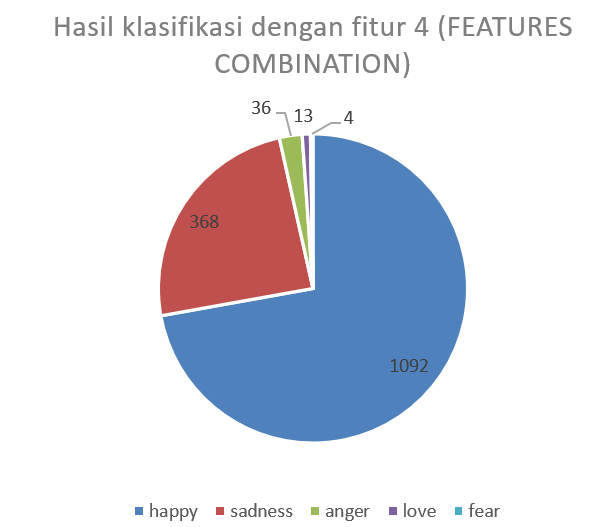 Hasil klasifikasi dengan fitur 4 (FEATURES
COMBINATION)
36
13
4
368
1092
happy
sadness
anger
love
fear